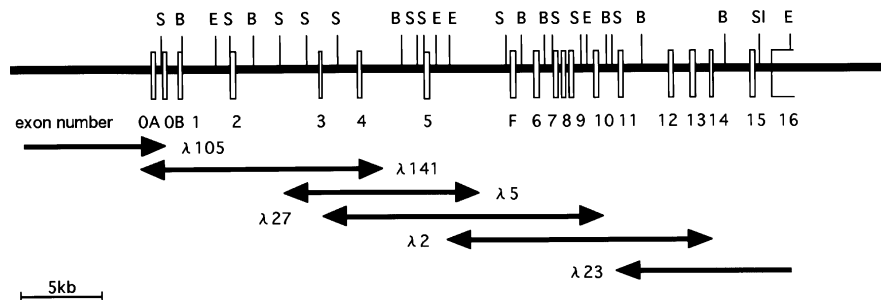 S B E S B S S S B S S E E S B B S S E B S B B SI E
exon number 0A 0B 1 2 3 4 5 F 6 7 8 9 10 11 12 13 14 15 16
λ105
λ141
λ5
λ27
λ2
λ23
5kb